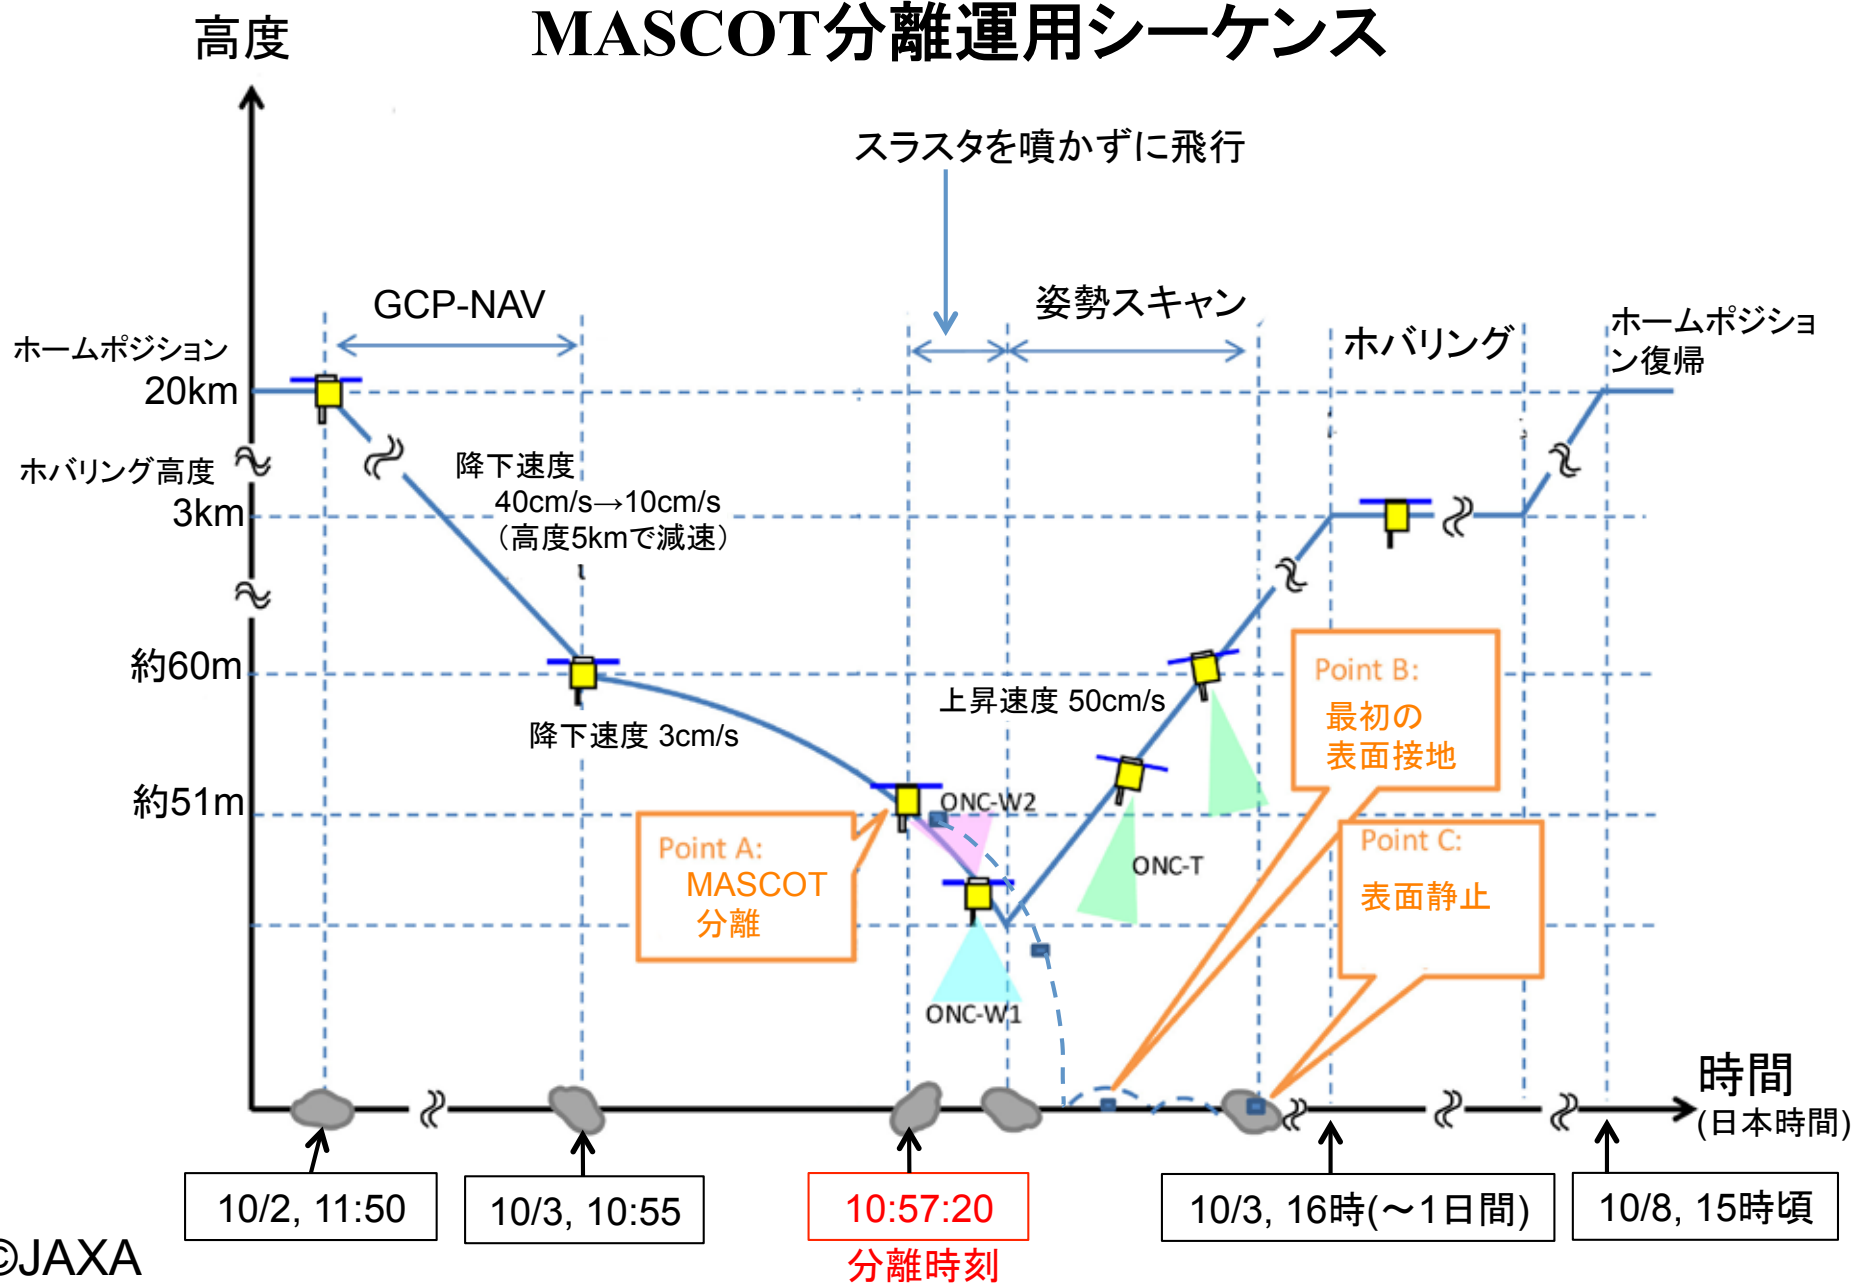 MASCOT分離運用シーケンス
高度
スラスタを噴かずに飛行
GCP-NAV
姿勢スキャン
ホバリング
ホームポジショ
ン復帰
ホームポジション
20km
ホバリング高度
3km
降下速度
40cm/s→10cm/s
（高度5kmで減速）
約60m
降下速度 3cm/s
上昇速度 50cm/s
Point B:
最初の
表面接地
約51m
ONC-W2
Point A:
MASCOT
分離
ONC-T
Point C:
表面静止
ONC-W1
時間
(日本時間)
10/2, 11:50
10/3, 10:55
10:57:20
分離時刻
10/3, 16時(～1日間)
10/8, 15時頃
©JAXA